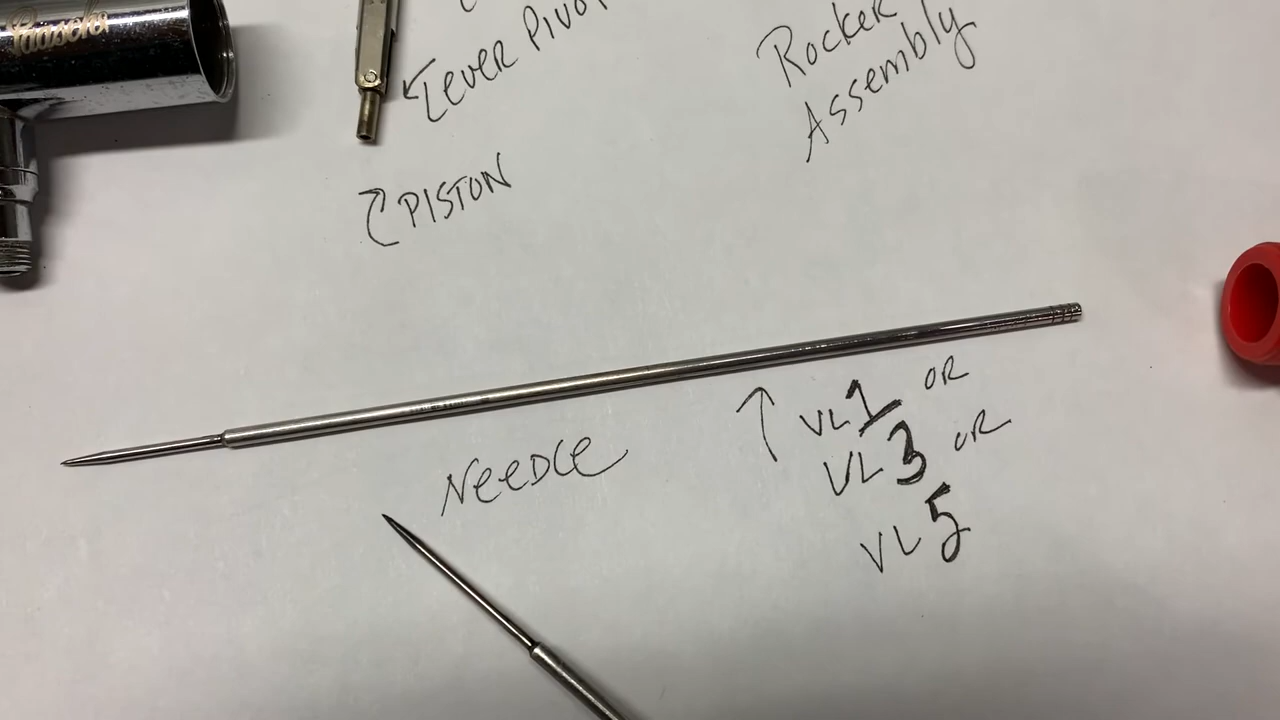 Paasche
Lever Pivot
Rocker
Assembly
PISTON
Needle
VL1 OR
VL3 OR
VL5